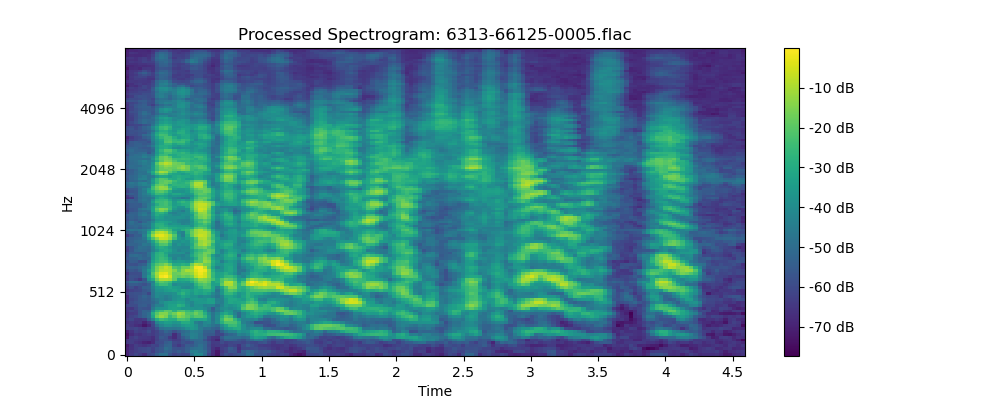 Processed Spectrogram: 6313-66125-0005.flac
Hz
4096
2048
1024
512
0
0 0.5 1 1.5 2 2.5 3 3.5 4 4.5
Time
-10 dB
-20 dB
-30 dB
-40 dB
-50 dB
-60 dB
-70 dB